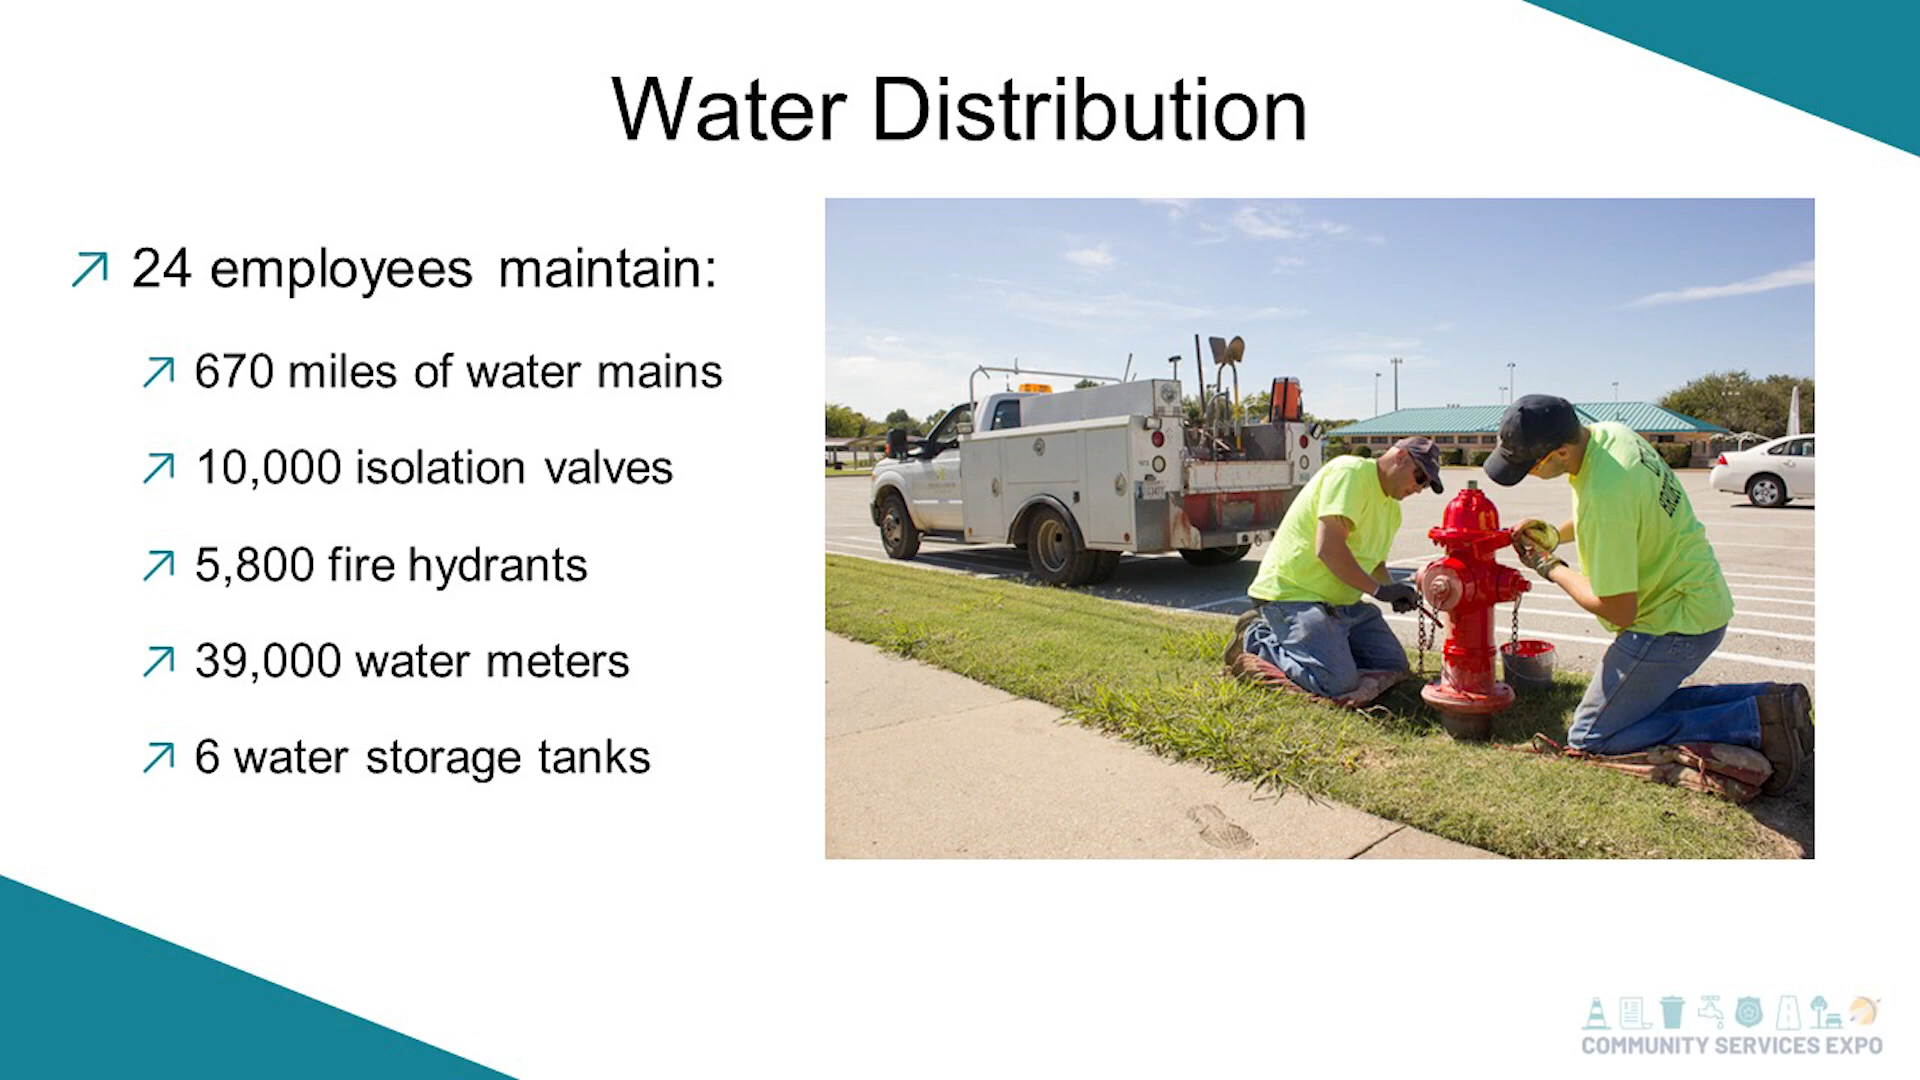 Water Distribution
24 employees maintain:
670 miles of water mains
10,000 isolation valves
5,800 fire hydrants
39,000 water meters
6 water storage tanks
COMMUNITY SERVICES EXPO